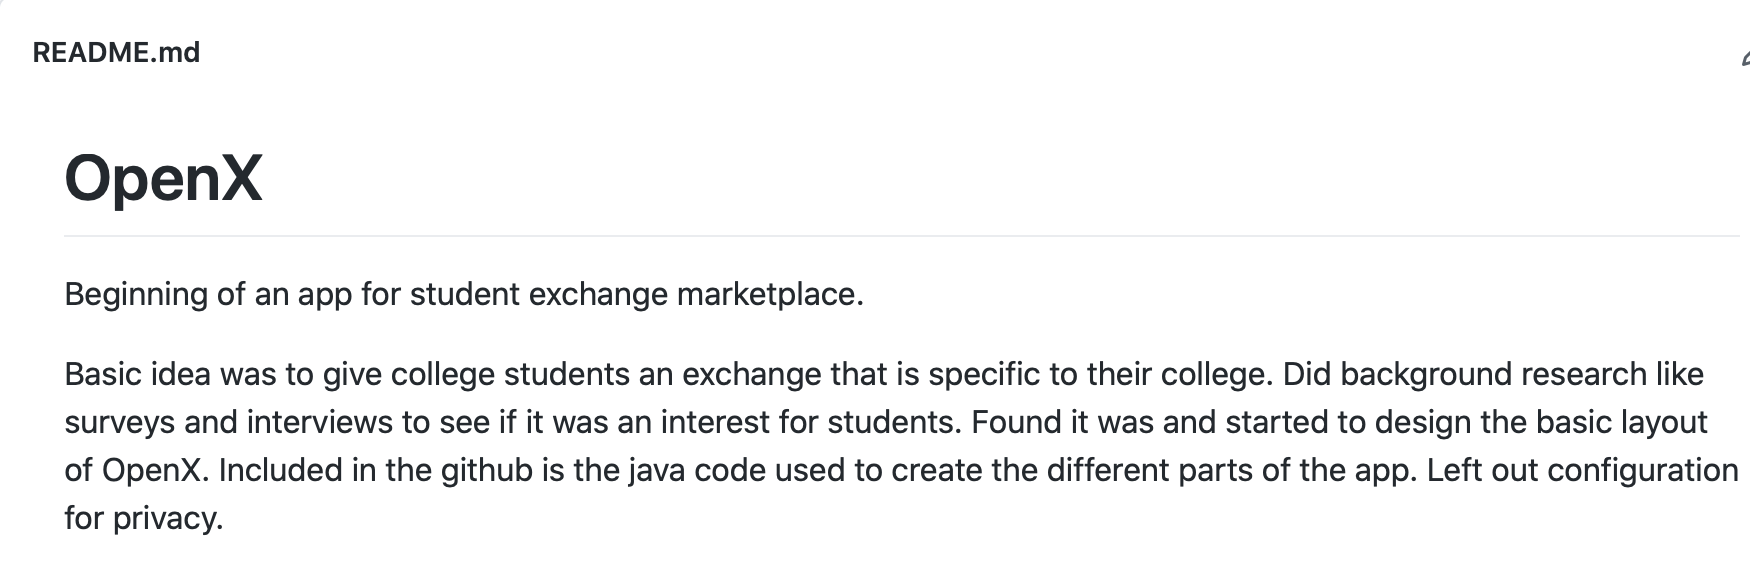 README.md
OpenX
Beginning of an app for student exchange marketplace.
Basic idea was to give college students an exchange that is specific to their college. Did background research like
surveys and interviews to see if it was an interest for students. Found it was and started to design the basic layout
of OpenX. Included in the github is the java code used to create the different parts of the app. Left out configuration
for privacy.